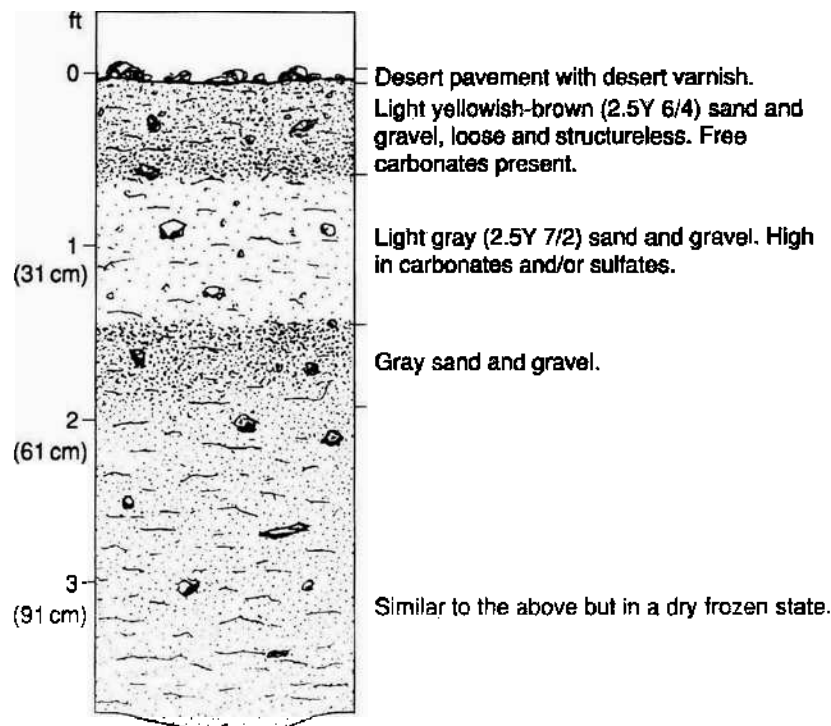 ft
0
Desert pavement with desert varnish.
Light yellowish-brown (2.5Y 6/4) sand and
gravel, loose and structureless. Free
carbonates present.
1
(31 cm)
Light gray (2.5Y 7/2) sand and gravel. High
in carbonates and/or sulfates.
Gray sand and gravel.
2
(61 cm)
3
(91 cm)
Similar to the above but in a dry frozen state.